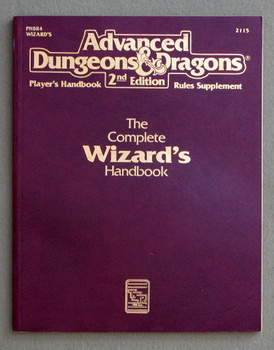 PHBR4
WIZARD'S
2115
Advanced
Dungeons & Dragons®
2nd Edition
Player's Handbook
Rules Supplement
The
Complete
Wizard's
Handbook